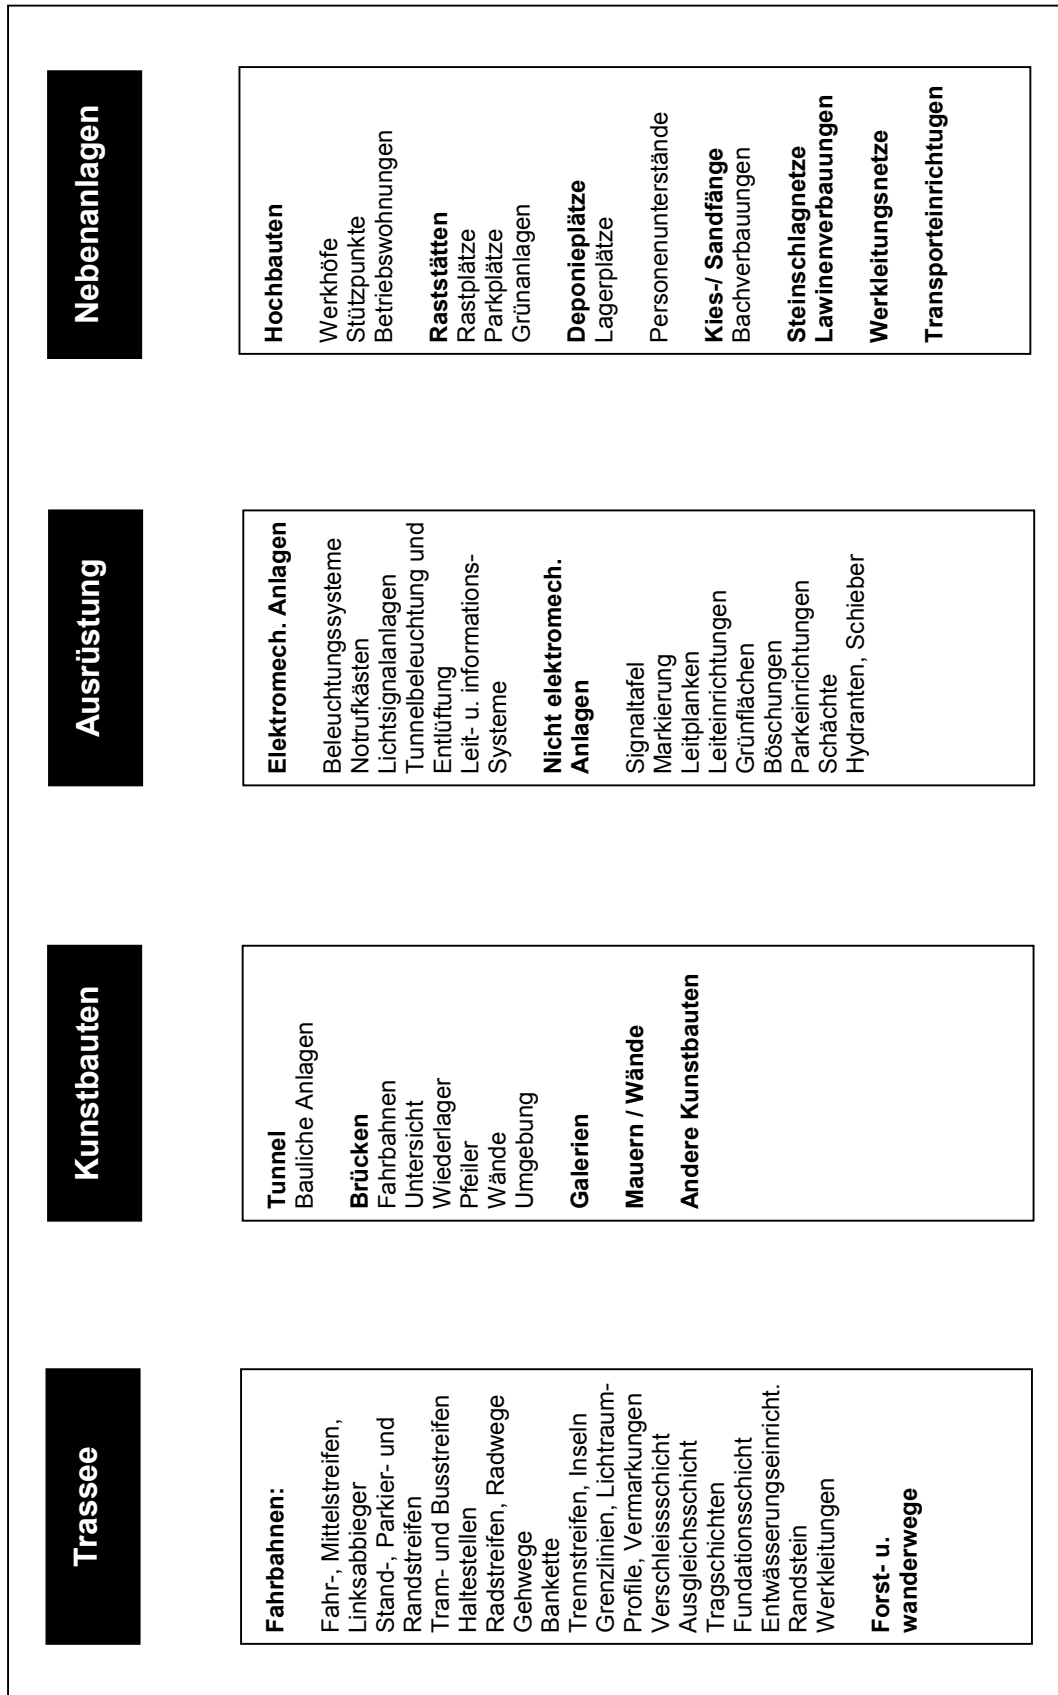 Trassee
Fahrbahnen:
Fahr-, Mittelstreifen,
Linksabbieger
Stand-, Parkier- und
Randstreifen
Tram- und Busstreifen
Haltestellen
Radstreifen, Radwege
Gehwege
Bankette
Trennstreifen, Inseln
Grenzlinien, Lichtraum-
Profile, Vermarkungen
Verschleissschicht
Ausgleichsschicht
Tragschichten
Fundationsschicht
Entwässerungseinricht.
Randstein
Werkleitungen
Forst- u.
wanderwege
Kunstbauten
Tunnel
Bauliche Anlagen
Brücken
Fahrbahnen
Untersicht
Wiederlager
Pfeiler
Wände
Umgebung
Galerien
Mauern / Wände
Andere Kunstbauten
Ausrüstung
Elektromech. Anlagen
Beleuchtungssysteme
Notrufkästen
Lichtsignalanlagen
Tunnelbeleuchtung und
Entlüftung
Leit- u. informations-
Systeme
Nicht elektromech.
Anlagen
Signaltafel
Markierung
Leitplanken
Leiteinrichtungen
Grünflächen
Böschungen
Parkeinrichtungen
Schächte
Hydranten, Schieber
Nebenanlagen
Hochbauten
Werkhöfe
Stützpunkte
Betriebswohnungen
Raststätten
Rastplätze
Parkplätze
Grünanlagen
Deponieplätze
Lagerplätze
Personenunterstände
Kies-/ Sandfänge
Bachverbauungen
Steinschlagnetze
Lawinenverbauungen
Werkleitungsnetze
Transporteinrichtugen